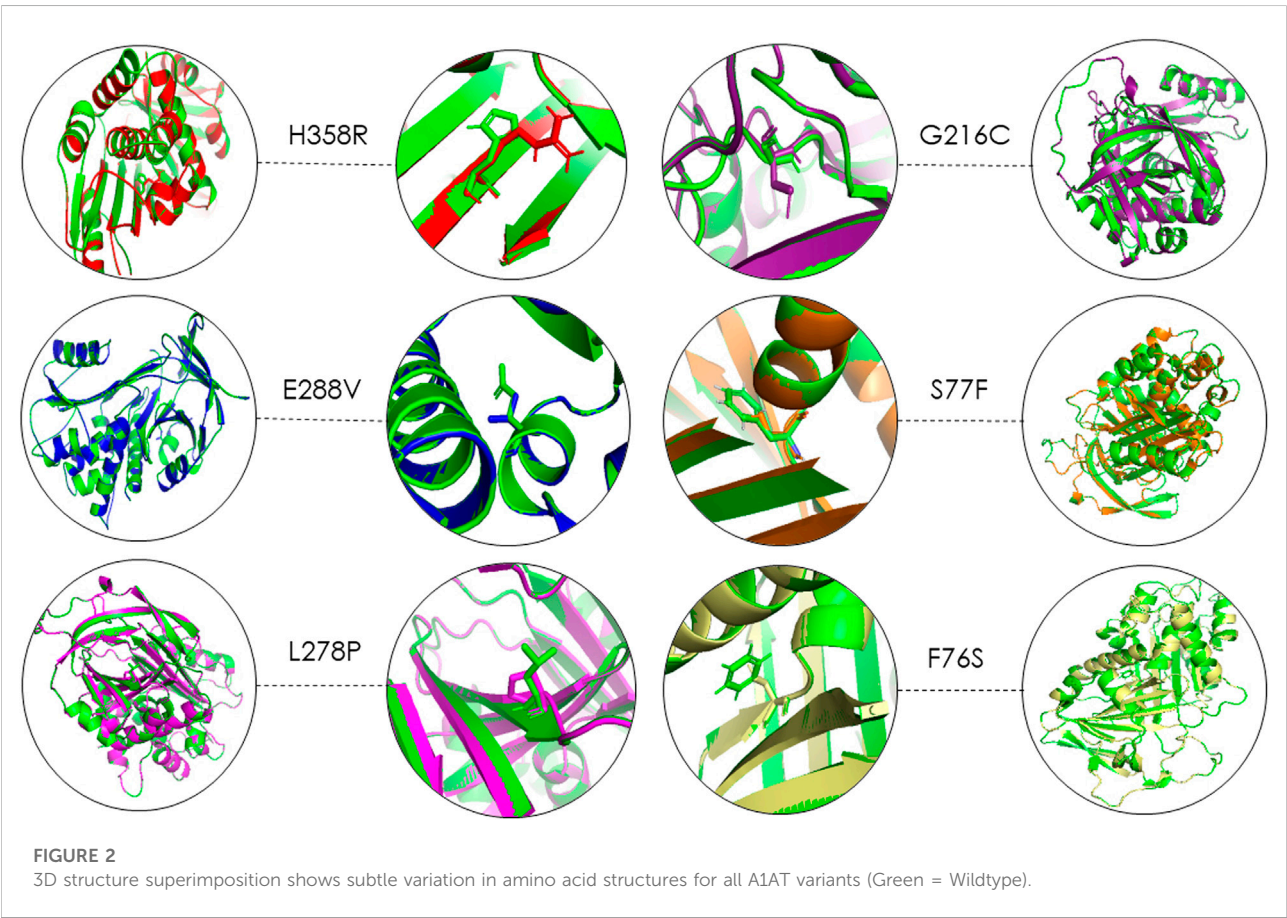 H358R
G216C
E288V
S77F
L278P
F76S
FIGURE 2
3D structure superimposition shows subtle variation in amino acid structures for all A1AT variants (Green = Wildtype).